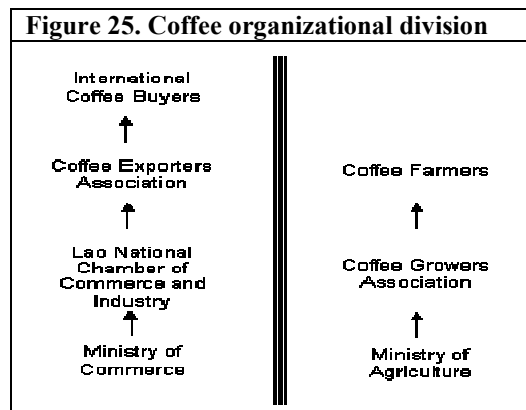 Figure 25. Coffee organizational division
International
Coffee Buyers
Coffee Exporters
Association
Lao National
Chamber of
Commerce and
Industry
Ministry of
Commerce
Coffee Farmers
Coffee Growers
Association
Ministry of
Agriculture